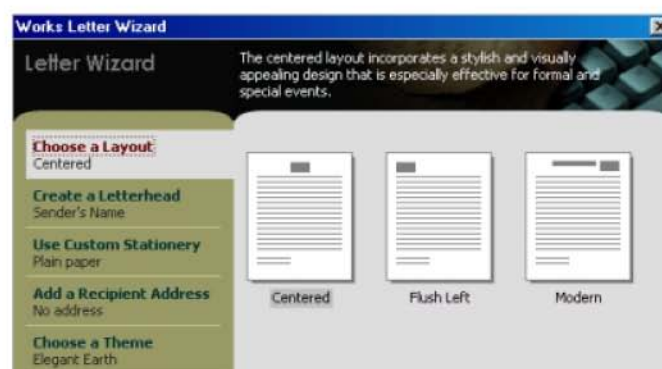 Works Letter Wizard
Letter Wizard
The centered layout incorporates a stylish and visually
appealing design that is especially effective for formal and
special events.
Choose a Layout
Centered
Create a Letterhead
Sender's Name
Use Custom Stationery
Plain paper
Add a Recipient Address
No address
Choose a Theme
Elegant Earth
Centered
Flush Left
Modern